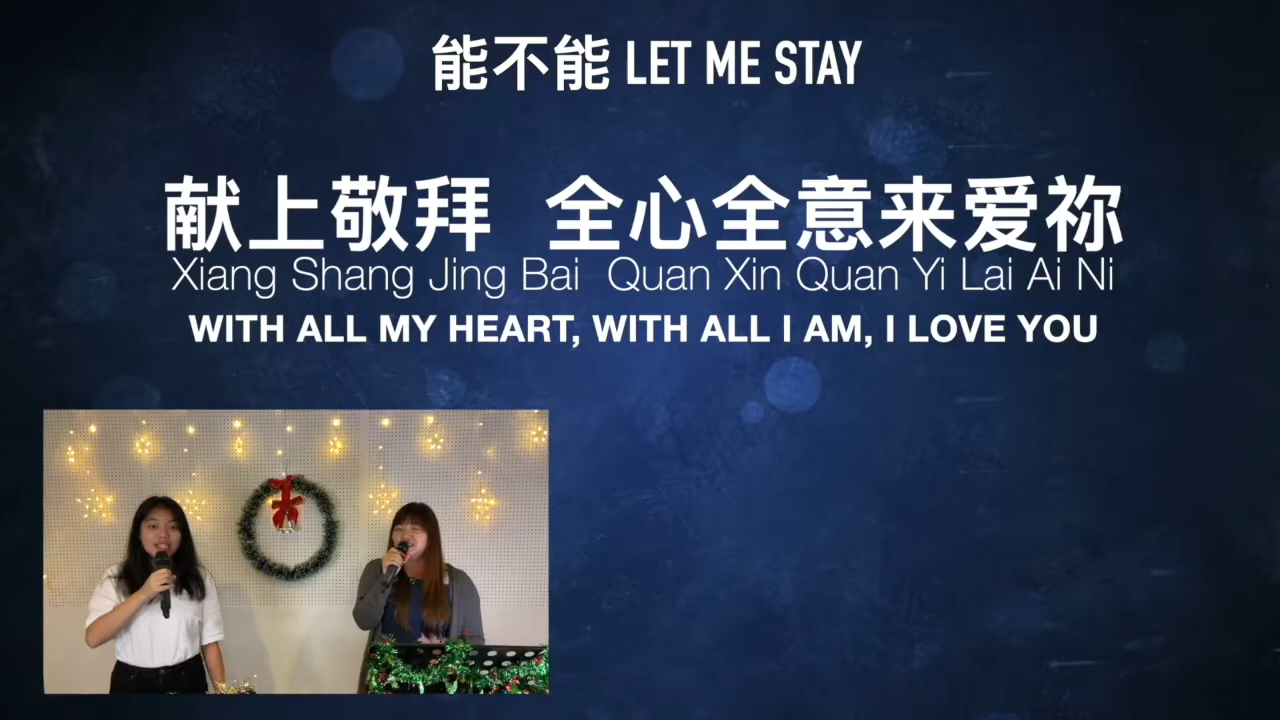 能不能 LET ME STAY
献上敬拜 全心全意来爱祢
Xiang Shang Jing Bai Quan Xin Quan Yi Lai Ai Ni
WITH ALL MY HEART, WITH ALL I AM, I LOVE YOU